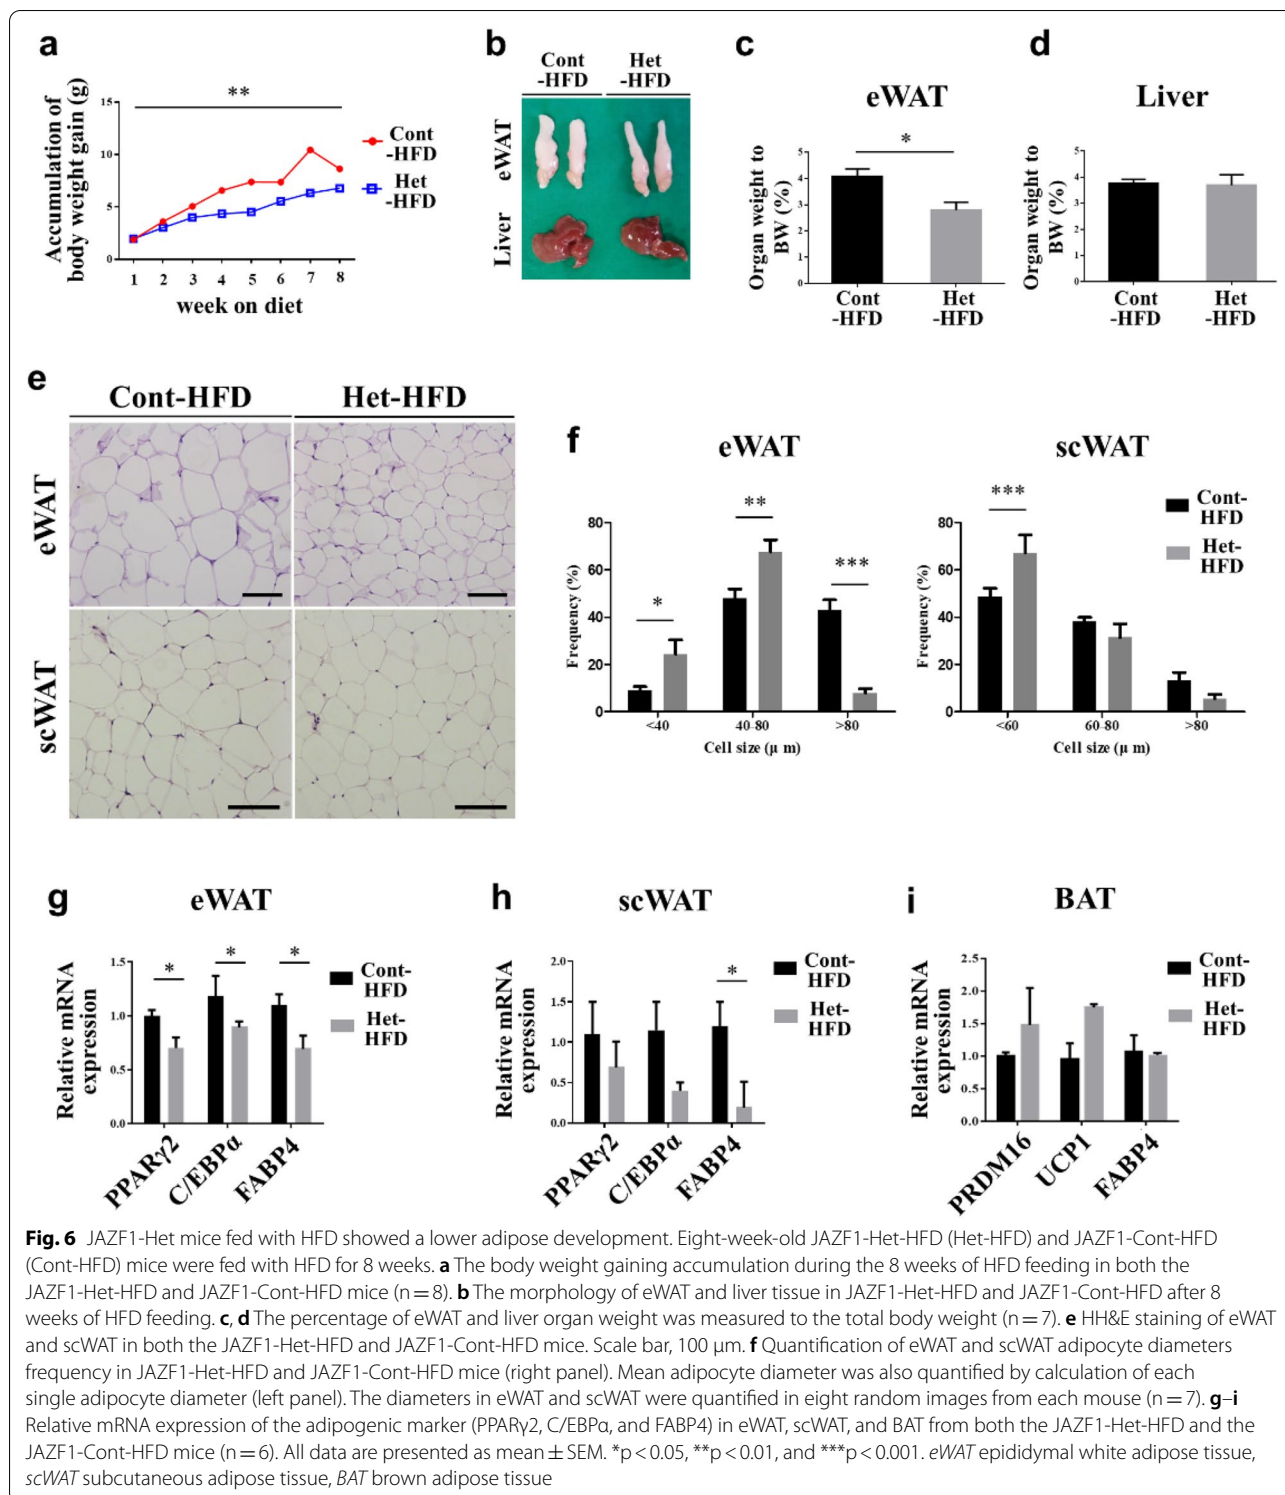 a
Accumulation of
body weight gain (g)
15
10
5
0
**
1 2 3 4 5 6 7 8
week on diet
Cont
-HFD
Het
-HFD
b
Cont
-HFD
Het
-HFD
eWAT
Liver
c
eWAT
Organ weight to
BW (%)
5
4
3
2
1
0
*
Cont
-HFD
Het
-HFD
d
Liver
Organ weight to
BW (%)
5
4
3
2
1
0
Cont
-HFD
Het
-HFD
e
Cont-HFD
Het-HFD
eWAT
scWAT
f
eWAT
Frequency (%)
80
60
40
20
0
*
**
***
<40
40-80
>80
Cell size (µ m)
scWAT
Frequency (%)
80
60
40
20
0
***
<60
60-80
>80
Cell size (µ m)
Cont-
HFD
Het-
HFD
g
eWAT
Relative mRNA
expression
1.5
1.0
0.5
0.0
*
*
*
PPARγ2
C/EBPα
FABP4
Cont-
HFD
Het-
HFD
h
scWAT
Relative mRNA
expression
2.0
1.5
1.0
0.5
0.0
*
PPARγ2
C/EBPα
FABP4
Cont-
HFD
Het-
HFD
i
BAT
Relative mRNA
expression
2.5
2.0
1.5
1.0
0.5
0.0
PRDM16
UCP1
FABP4
Cont-
HFD
Het-
HFD
Fig. 6 JAZF1-Het mice fed with HFD showed a lower adipose development. Eight-week-old JAZF1-Het-HFD (Het-HFD) and JAZF1-Cont-HFD
(Cont-HFD) mice were fed with HFD for 8 weeks. a The body weight gaining accumulation during the 8 weeks of HFD feeding in both the
JAZF1-Het-HFD and JAZF1-Cont-HFD mice (n = 8). b The morphology of eWAT and liver tissue in JAZF1-Het-HFD and JAZF1-Cont-HFD after 8
weeks of HFD feeding. c, d The percentage of eWAT and liver organ weight was measured to the total body weight (n = 7). e HH&E staining of eWAT
and scWAT in both the JAZF1-Het-HFD and JAZF1-Cont-HFD mice. Scale bar, 100 µm. f Quantification of eWAT and scWAT adipocyte diameters
frequency in JAZF1-Het-HFD and JAZF1-Cont-HFD mice (right panel). Mean adipocyte diameter was also quantified by calculation of each
single adipocyte diameter (left panel). The diameters in eWAT and scWAT were quantified in eight random images from each mouse (n = 7). g–i
Relative mRNA expression of the adipogenic marker (PPARγ2, C/EBPα, and FABP4) in eWAT, scWAT, and BAT from both the JAZF1-Het-HFD and the
JAZF1-Cont-HFD mice (n = 6). All data are presented as mean ± SEM. *p < 0.05, **p < 0.01, and ***p < 0.001. eWAT epididymal white adipose tissue,
scWAT subcutaneous adipose tissue, BAT brown adipose tissue